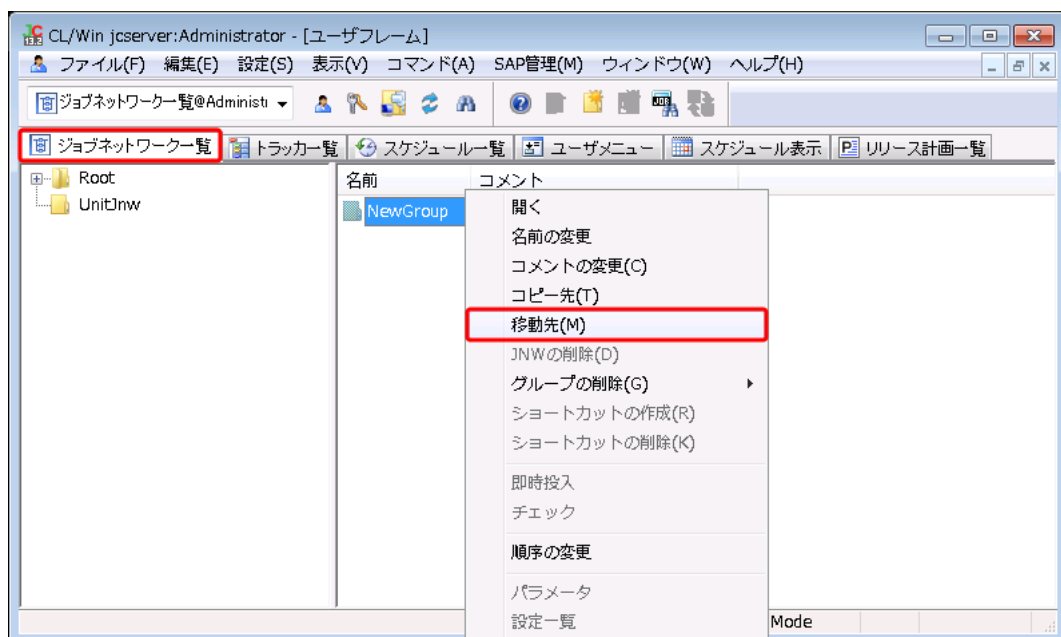 CL/Win jcserver:Administrator - [ユーザフレーム]
ファイル(F) 編集(E) 設定(S) 表示(V) コマンド(A) SAP管理(M) ウィンドウ(W) ヘルプ(H)
ジョブネットワーク一覧@Administr
ジョブネットワーク一覧 トラッカー覧 スケジュール一覧 ユーザメニュー スケジュール表示 リリース計画一覧
Root
UnitJnw
名前 コメント
NewGroup
開く
名前の変更
コメントの変更(C)
コピー先(T)
移動先(M)
JNWの削除(D)
グループの削除(G)
ショートカットの作成(R)
ショートカットの削除(K)
即時投入
チェック
順序の変更
パラメータ
設定一覧
Mode